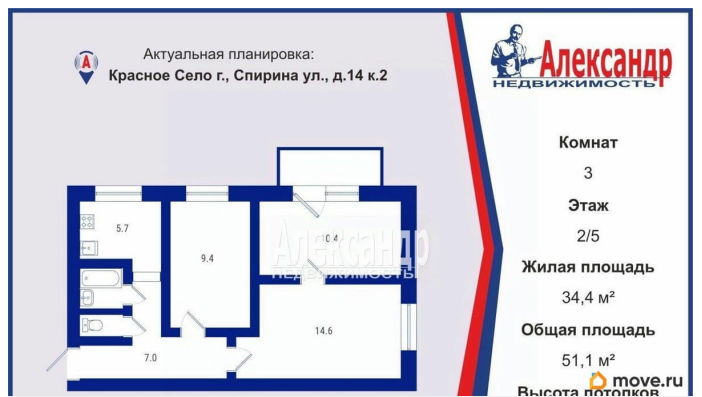 Актуальная планировка:
Красное Село г., Спирина ул., д.14 к.2
А
Александр
НЕДВИЖИМОСТЬ
Комнат
3
Этаж
2/5
Жилая площадь
34,4 м²
Общая площадь
51,1 м²
Высота потолков
5.7
9.4
10.4
14.6
7.0
Александр
НЕДВИЖИМОСТЬ
move.ru